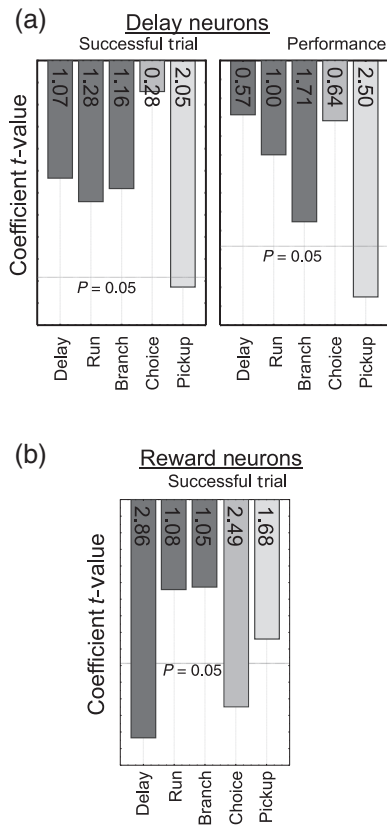 (a)
Delay neurons
Successful trial
Performance
Coefficient t-value
1.07
1.28
1.16
0.28
2.05
P = 0.05
Delay
Run
Branch
Choice
Pickup
0.57
1.00
1.71
0.64
2.50
P = 0.05
Delay
Run
Branch
Choice
Pickup
(b)
Reward neurons
Successful trial
Coefficient t-value
2.86
1.08
1.05
2.49
1.68
P = 0.05
Delay
Run
Branch
Choice
Pickup